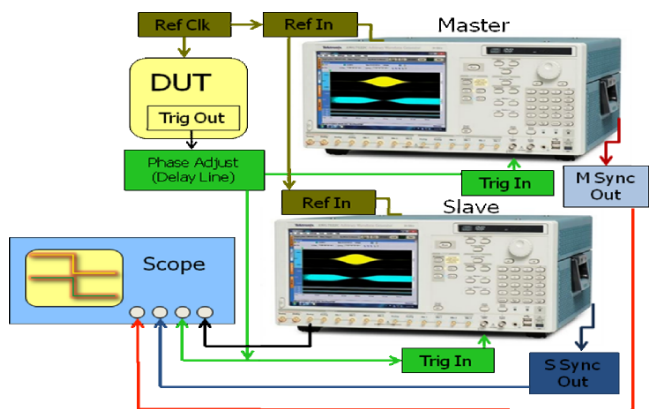 Ref Clk
Ref In
Master
DUT
Trig Out
Phase Adjust
(Delay Line)
Trig In
M Sync
Out
Ref In
Slave
Scope
Trig In
S Sync
Out
Tektronix